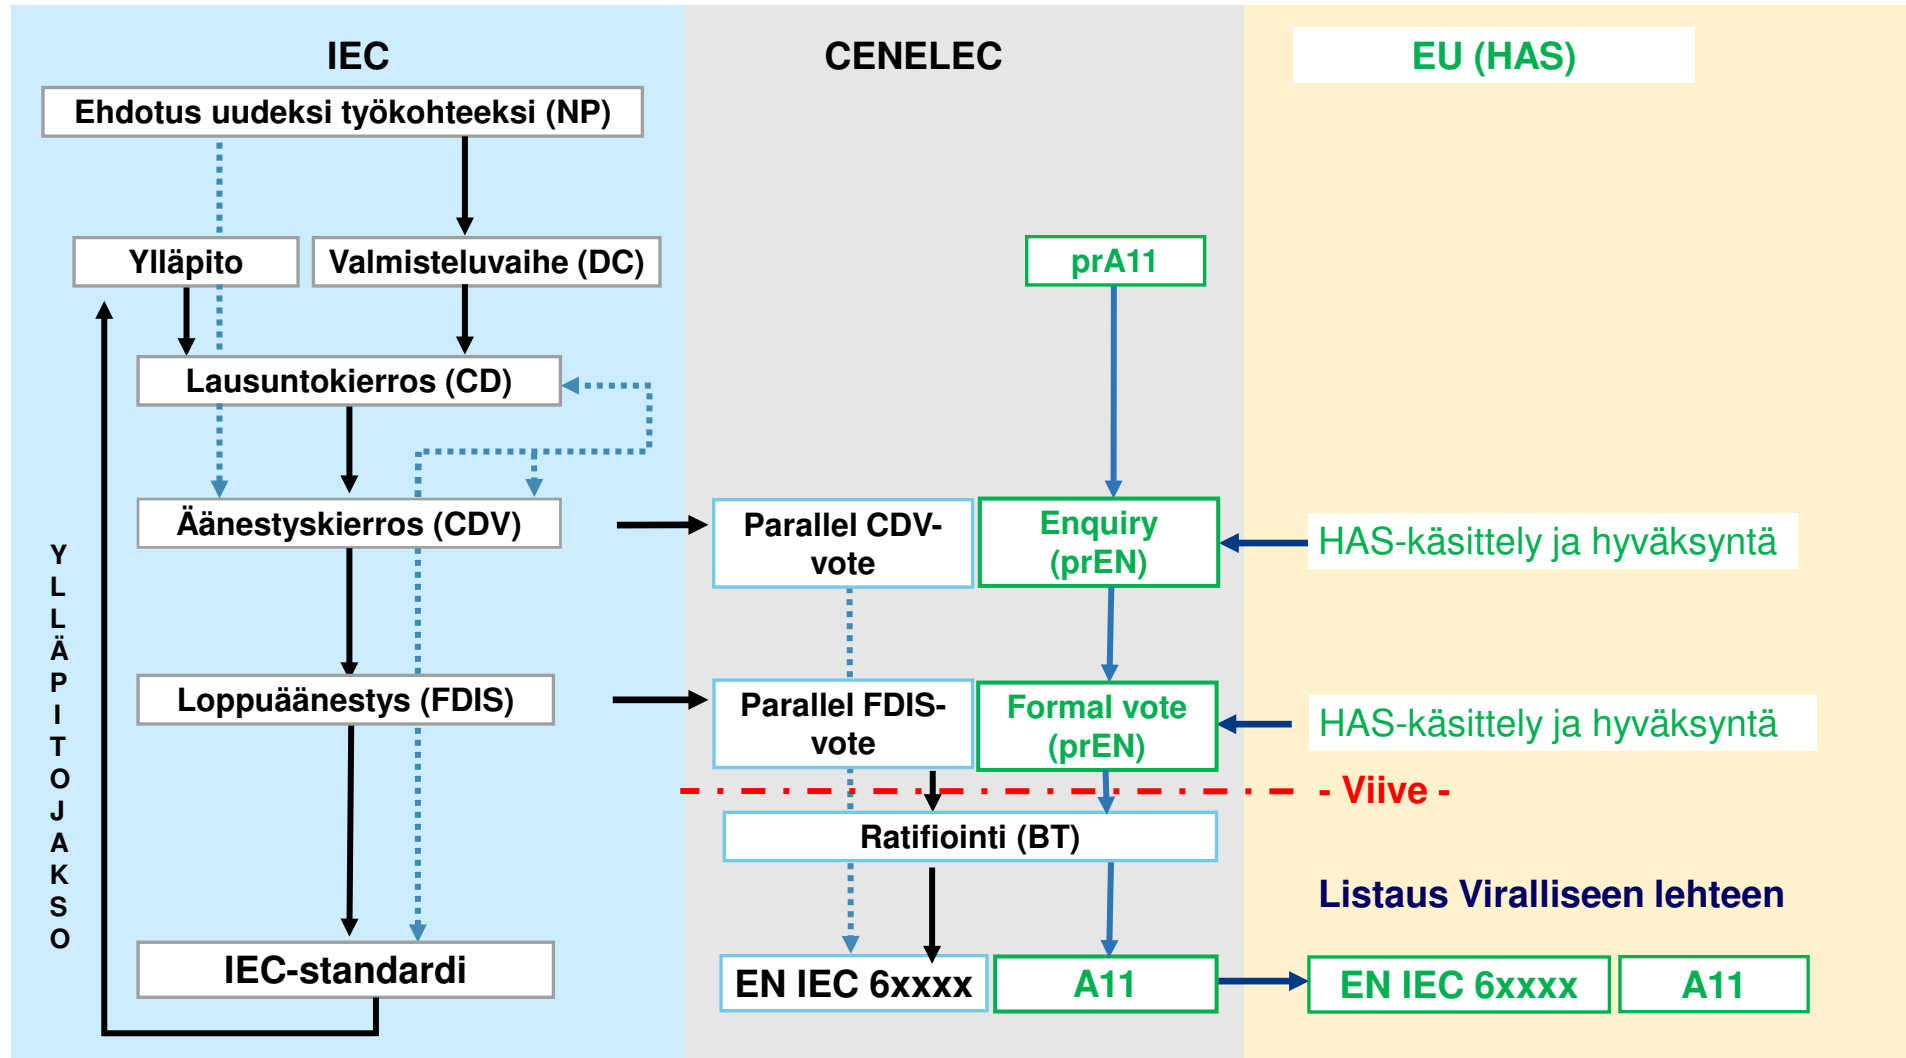 IEC
CENELEC
EU (HAS)
Ehdotus uudeksi työkohteeksi (NP)
Ylläpito
Valmisteluvaihe (DC)
prA11
Lausuntokierros (CD)
Äänestyskierros (CDV)
Parallel CDV-
vote
Enquiry
(prEN)
HAS-käsittely ja hyväksyntä
Y
L
L
Ä
P
I
T
O
J
A
K
S
O
Loppuäänestys (FDIS)
Parallel FDIS-
vote
Formal vote
(prEN)
HAS-käsittely ja hyväksyntä
- Viive -
Ratifiointi (BT)
Listaus Viralliseen lehteen
IEC-standardi
EN IEC 6xxxx
A11
EN IEC 6xxxx
A11